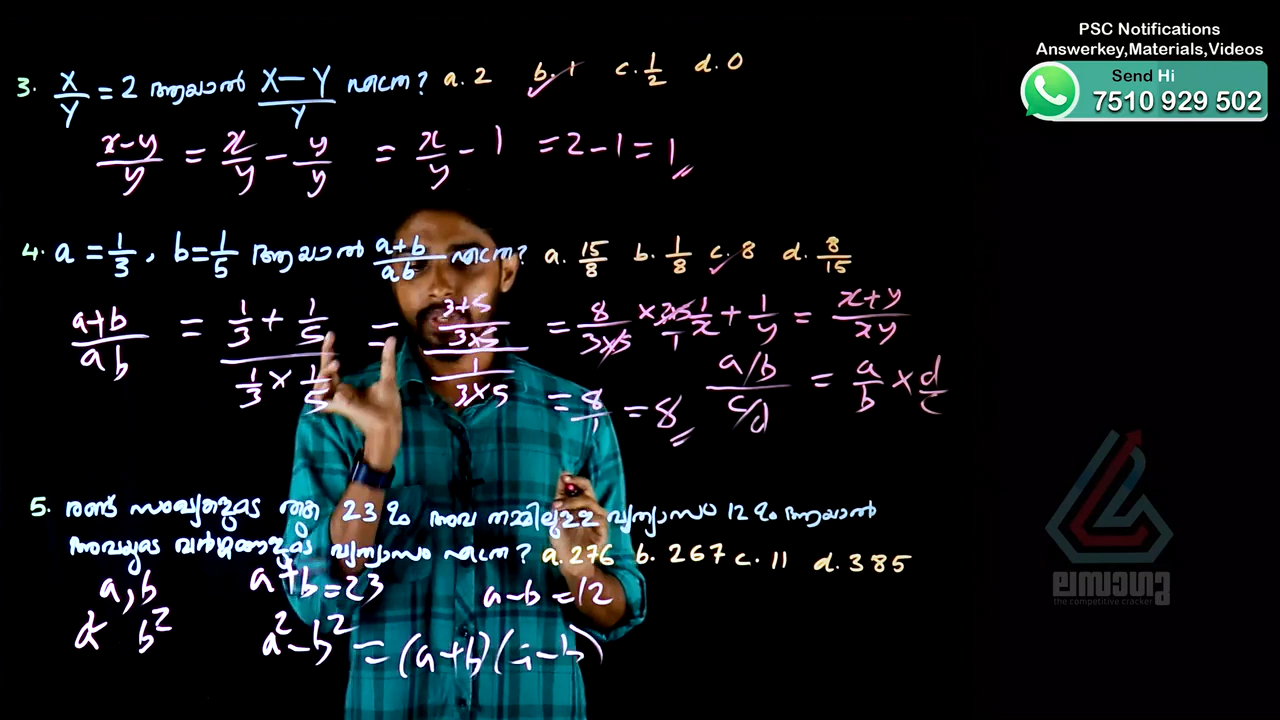 PSC Notifications
Answerkey,Materials,Videos
Send Hi
7510 929 502
3. X/Y = 2 ആയാൽ (X-Y)/Y എത്ര? a. 2 b. 1 c. 1/2 d. 0
(x-y)/y = x/y - y/y = x/y - 1 = 2-1 = 1
4. a = 1/3, b = 1/5 ആയാൽ (a+b)/ab എത്ര? a. 15/8 b. 1/8 c. 8 d. 8/15
(a+b)/ab = (1/3 + 1/5)/(1/3 × 1/5) = ((3+5)/(3×5))/(1/(3×5)) = 8/(3×5) × (3×5)/1
1/x + 1/y = (x+y)/xy
= 8/1 = 8
(a/b)/(c/d) = a/b × d/c
5. രണ്ട് സംഖ്യകളുടെ തുക 23 ഉം അവ തമ്മിലുള്ള വ്യത്യാസം 12 ഉം ആയാൽ
അവയുടെ വർഗ്ഗങ്ങളുടെ വ്യത്യാസം എത്ര? a. 276 b. 267 c. 11 d. 385
a, b a+b = 23 a-b = 12
b² a² - b² = (a+b)(a-b)
ലക്ഷ്യ
the competitive cracker